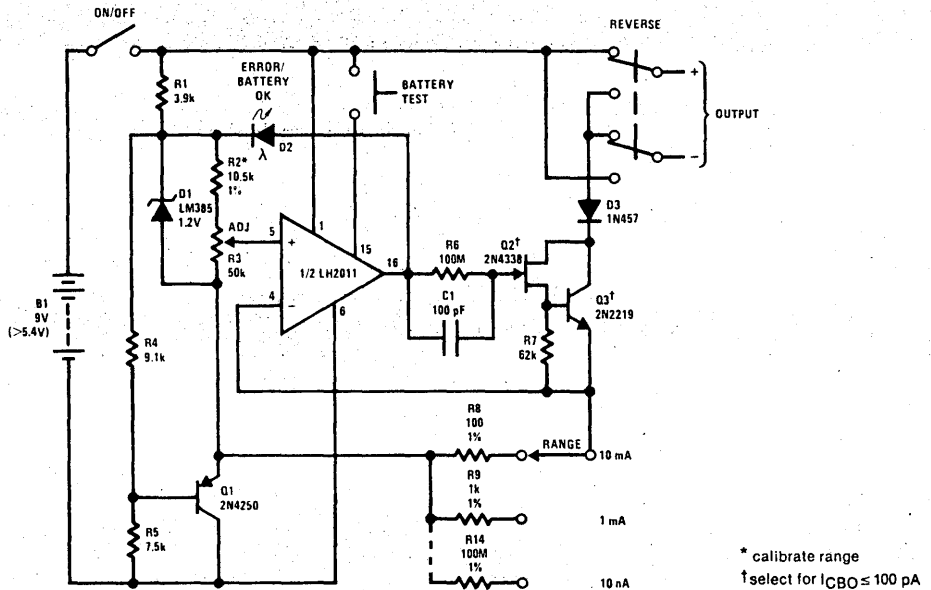 ON/OFF
REVERSE
R1
3.9k
ERROR/
BATTERY
OK
BATTERY
TEST
+
OUTPUT
−
λ
D2
R2*
10.5k
1%
D1
LM385
1.2V
ADJ
R3
50k
5
+
1
15
1/2 LH2011
16
4
−
6
R6
100M
C1
100 pF
Q2†
2N4338
D3
1N457
Q3†
2N2219
R7
62k
B1
9V
(>5.4V)
R4
9.1k
R8
100
1%
RANGE
10 mA
R9
1k
1%
1 mA
Q1
2N4250
R5
7.5k
R14
100M
1%
10 nA
* calibrate range
† select for ICBO ≤ 100 pA